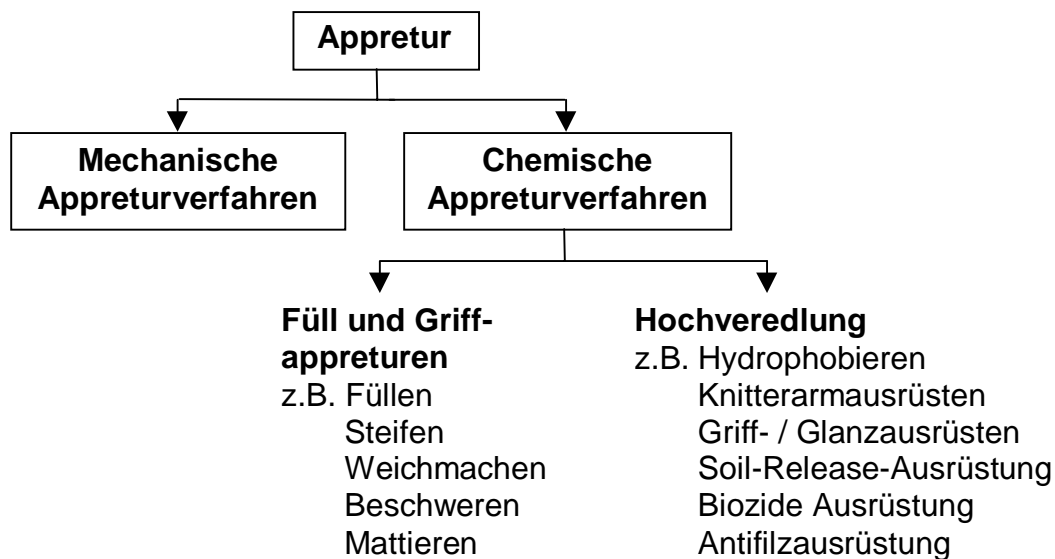 Appretur
Mechanische
Appreturverfahren
Chemische
Appreturverfahren
Füll und Griff-
appreturen
z.B. Füllen
Steifen
Weichmachen
Beschweren
Mattieren
Hochveredlung
z.B. Hydrophobieren
Knitterarmausrüsten
Griff- / Glanzausrüsten
Soil-Release-Ausrüstung
Biozide Ausrüstung
Antifilzausrüstung